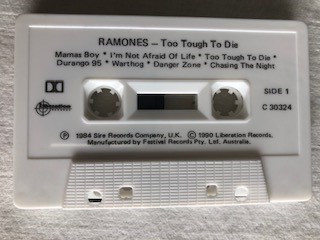 RAMONES – Too Tough To Die
Mamas Boy * I'm Not Afraid Of Life * Too Tough To Die *
Durango 95 * Warthog * Danger Zone * Chasing The Night
SIDE 1
C 30324
Liberation
℗ 1984 Sire Records Company, U.K. © 1990 Liberation Records.
Manufactured by Festival Records Pty. Ltd. Australia.